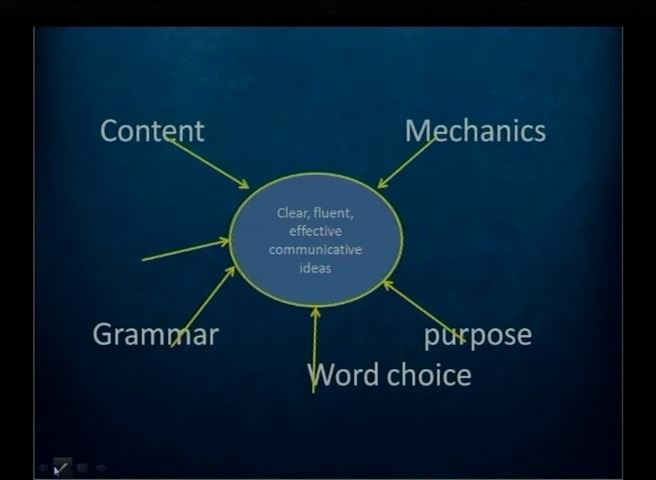 Content
Mechanics
Clear, fluent,
effective
communicative
ideas
Grammar
purpose
Word choice